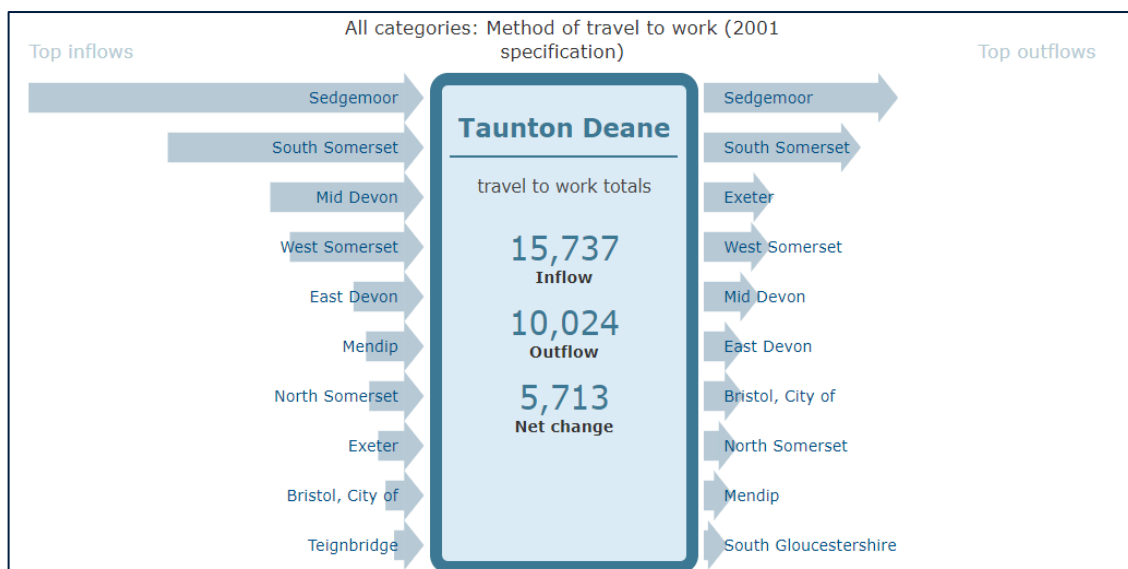 All categories: Method of travel to work (2001
specification)
Top inflows
Top outflows
Sedgemoor
South Somerset
Mid Devon
West Somerset
East Devon
Mendip
North Somerset
Exeter
Bristol, City of
Teignbridge
Taunton Deane
travel to work totals
15,737
Inflow
10,024
Outflow
5,713
Net change
Sedgemoor
South Somerset
Exeter
West Somerset
Mid Devon
East Devon
Bristol, City of
North Somerset
Mendip
South Gloucestershire